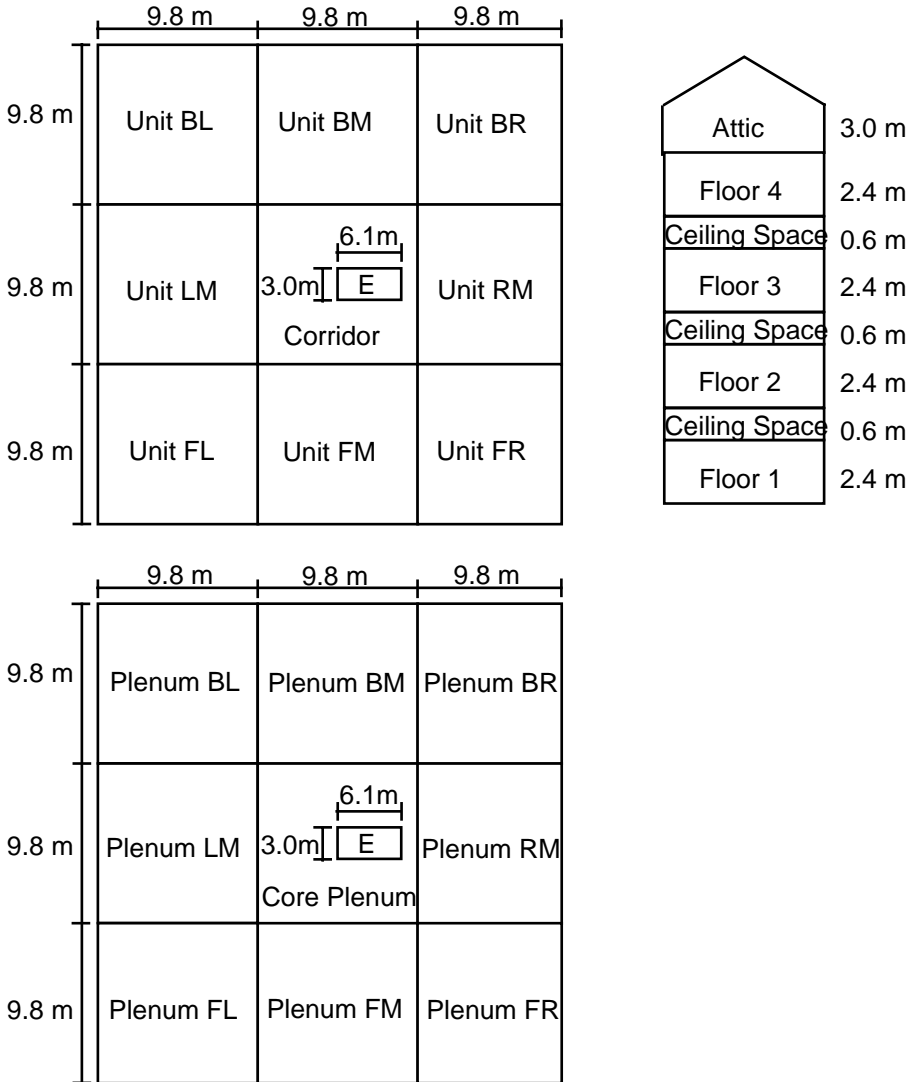 9.8 m 9.8 m 9.8 m
9.8 m
Unit BL
Unit BM
Unit BR
9.8 m
Unit LM
6.1m
3.0m
E
Corridor
Unit RM
9.8 m
Unit FL
Unit FM
Unit FR
Attic 3.0 m
Floor 4 2.4 m
Ceiling Space 0.6 m
Floor 3 2.4 m
Ceiling Space 0.6 m
Floor 2 2.4 m
Ceiling Space 0.6 m
Floor 1 2.4 m
9.8 m 9.8 m 9.8 m
9.8 m
Plenum BL
Plenum BM
Plenum BR
9.8 m
Plenum LM
6.1m
3.0m
E
Core Plenum
Plenum RM
9.8 m
Plenum FL
Plenum FM
Plenum FR